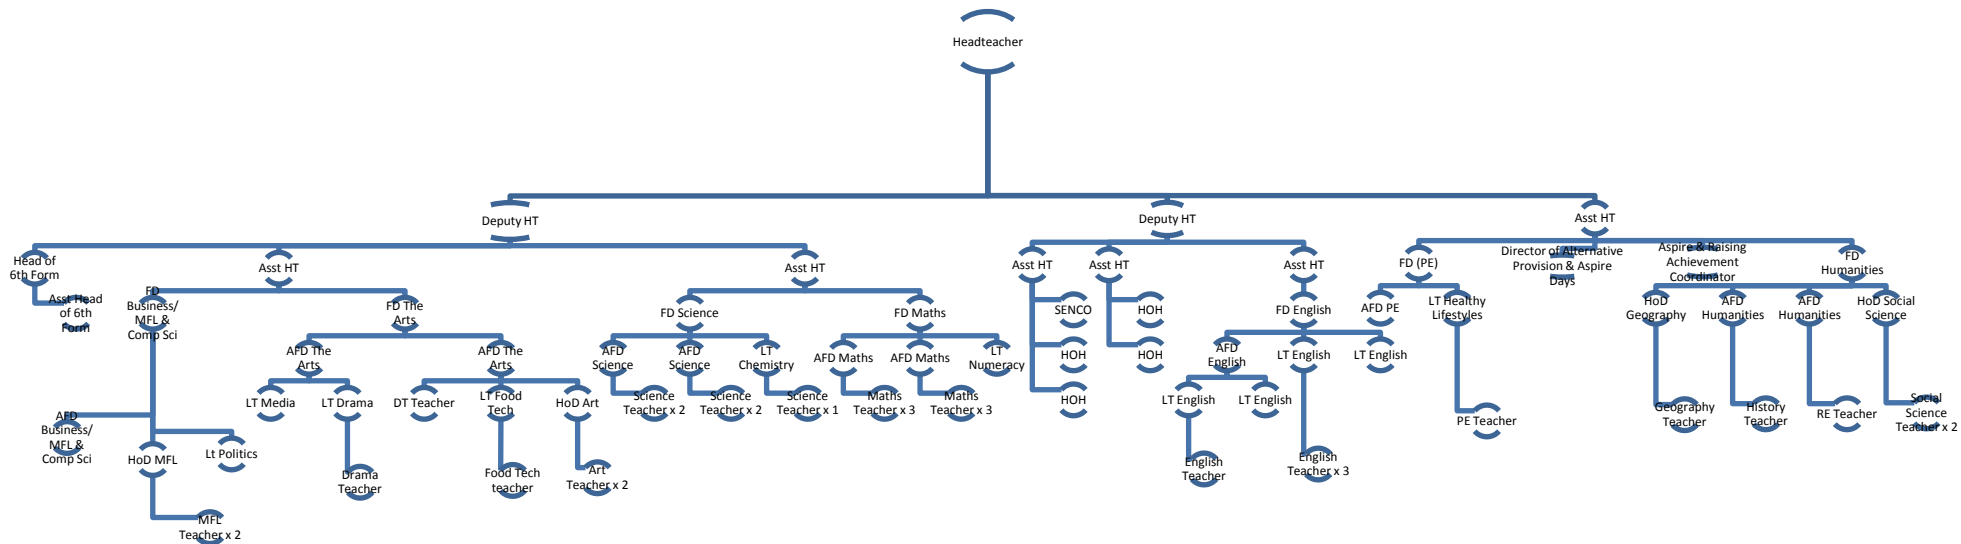 Headteacher
Deputy HT
Deputy HT
Asst HT
Head of
6th Form
Asst HT
Asst HT
Asst HT
Asst HT
Asst HT
FD (PE)
Director of Alternative
Provision & Aspire
Days
Aspire & Raising
Achievement
Coordinator
FD
Humanities
Asst Head
of 6th
Form
FD
Business/
MFL &
Comp Sci
FD The
Arts
FD Science
FD Maths
SENCO
HOH
FD English
AFD PE
LT Healthy
Lifestyles
HoD
Geography
AFD
Humanities
AFD
Humanities
HoD Social
Science
AFD The
Arts
AFD The
Arts
AFD
Science
AFD
Science
LT
Chemistry
AFD Maths
AFD Maths
LT
Numeracy
HOH
HOH
AFD
English
LT English
LT English
LT Media
LT Drama
DT Teacher
LT Food
Tech
HoD Art
Science
Teacher x 2
Science
Teacher x 2
Science
Teacher x 1
Maths
Teacher x 3
Maths
Teacher x 3
HOH
LT English
LT English
PE Teacher
Geography
Teacher
History
Teacher
RE Teacher
Social
Science
Teacher x 2
AFD
Business/
MFL &
Comp Sci
HoD MFL
Lt Politics
Drama
Teacher
Food Tech
teacher
Art
Teacher x 2
English
Teacher
English
Teacher x 3
MFL
Teacher x 2